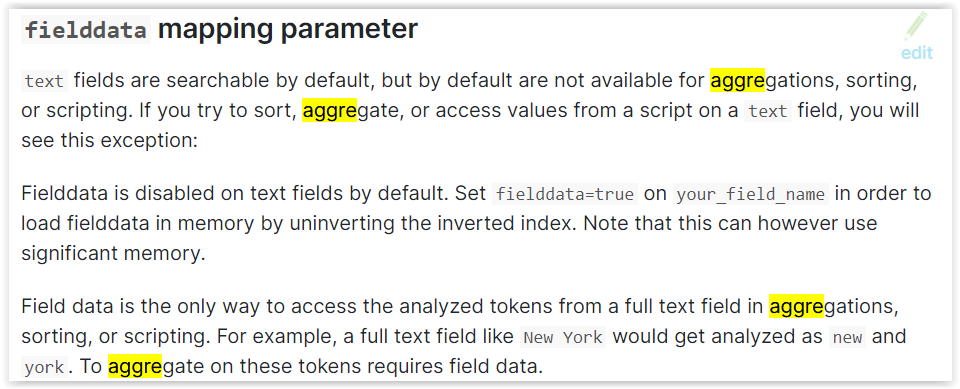 fielddata mapping parameter
edit
text fields are searchable by default, but by default are not available for aggregations, sorting,
or scripting. If you try to sort, aggregate, or access values from a script on a text field, you will
see this exception:
Fielddata is disabled on text fields by default. Set fielddata=true on your_field_name in order to
load fielddata in memory by uninverting the inverted index. Note that this can however use
significant memory.
Field data is the only way to access the analyzed tokens from a full text field in aggregations,
sorting, or scripting. For example, a full text field like New York would get analyzed as new and
york. To aggregate on these tokens requires field data.